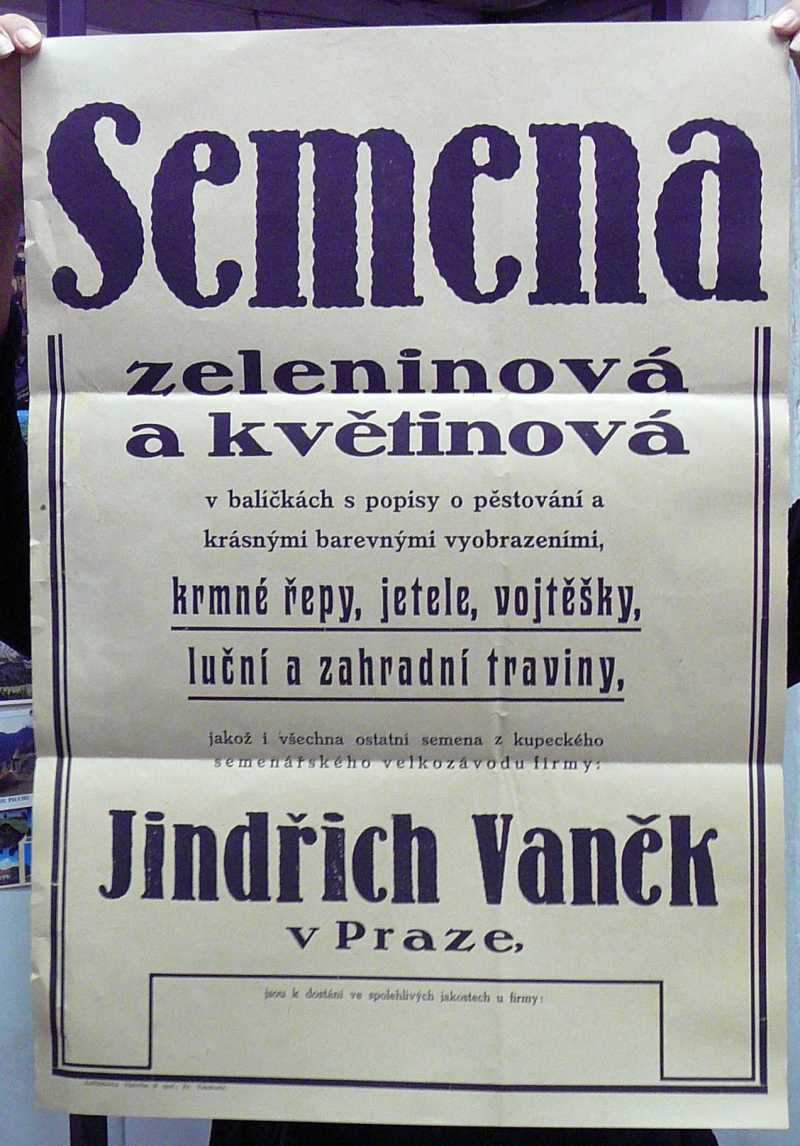 Semena
zeleninová
a květinová
v balíčkách s popisy o pěstování a
krásnými barevnými vyobrazeními,
krmné řepy, jetele, vojtěšky,
luční a zahradní traviny,
jakož i všechna ostatní semena z kupeckého
semenářského velkozávodu firmy:
Jindřich Vaněk
v Praze,
jsou k dostání ve spolehlivých jakostech u firmy: